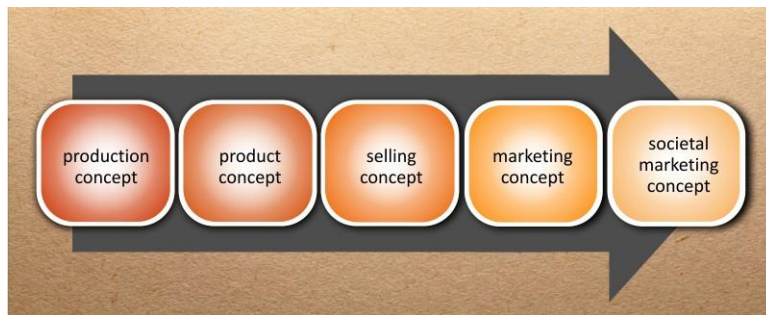 production
concept
product
concept
selling
concept
marketing
concept
societal
marketing
concept